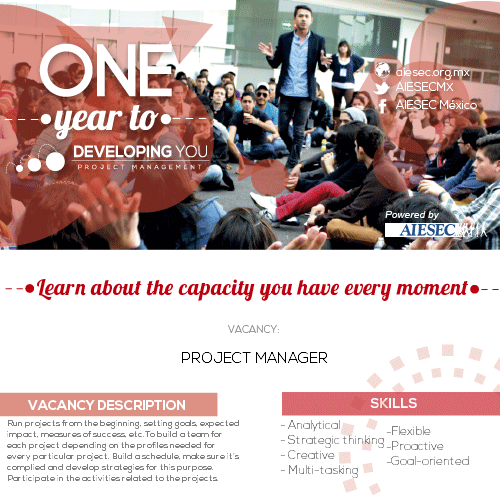 ONE
year to
DEVELOPING YOU
PROJECT MANAGEMENT
aiesec.org.mx
AIESECMX
AIESEC México
Powered by
AIESEC
Learn about the capacity you have every moment
VACANCY:
PROJECT MANAGER
VACANCY DESCRIPTION
Run projects from the beginning, setting goals, expected
impact, measures of success, etc. To build a team for
each project depending on the profiles needed for
every particular project. Build a schedule, make sure it's
complied and develop strategies for this purpose.
Participate in the activities related to the projects.
SKILLS
- Analytical
- Strategic thinking
- Creative
- Multi-tasking
-Flexible
-Proactive
-Goal-oriented